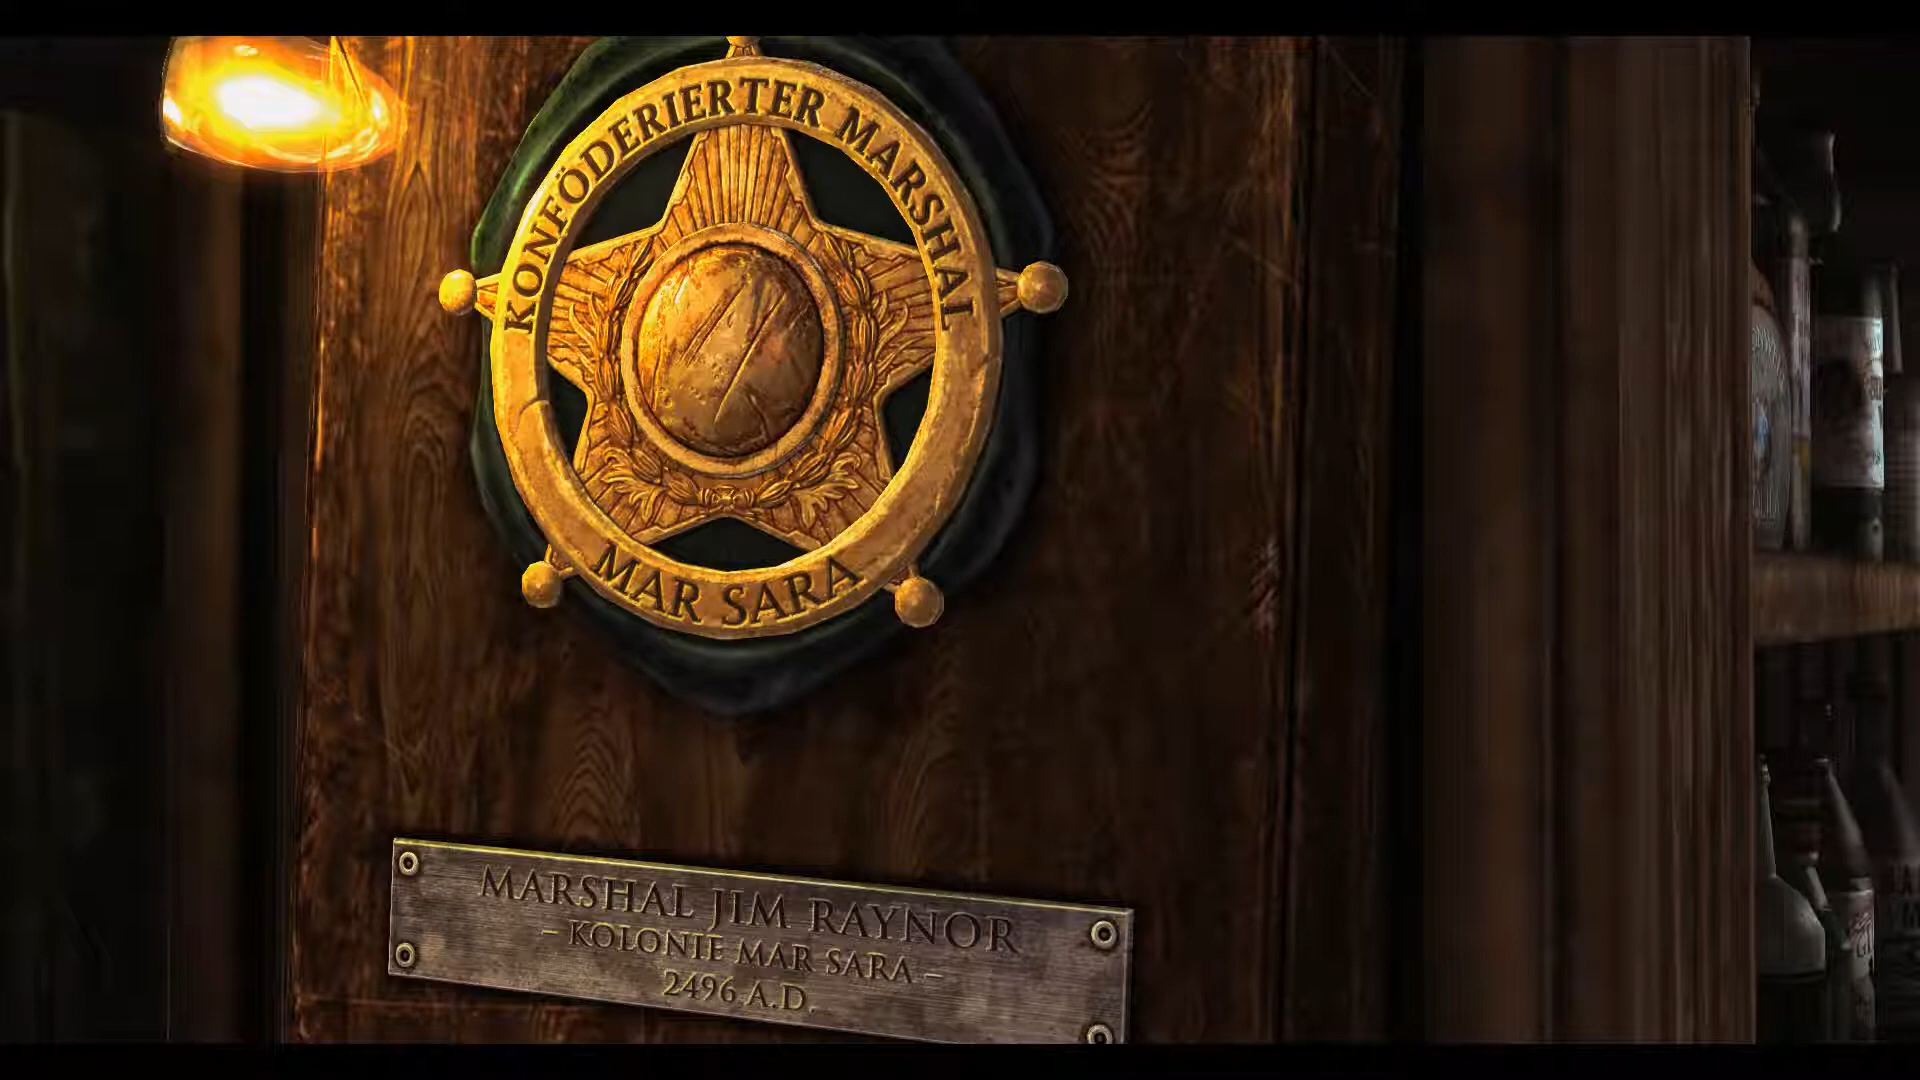 KONFÖDERIERTER MARSHAL
MAR SARA
MARSHAL JIM RAYNOR
– KOLONIE MAR SARA –
2496 A.D.